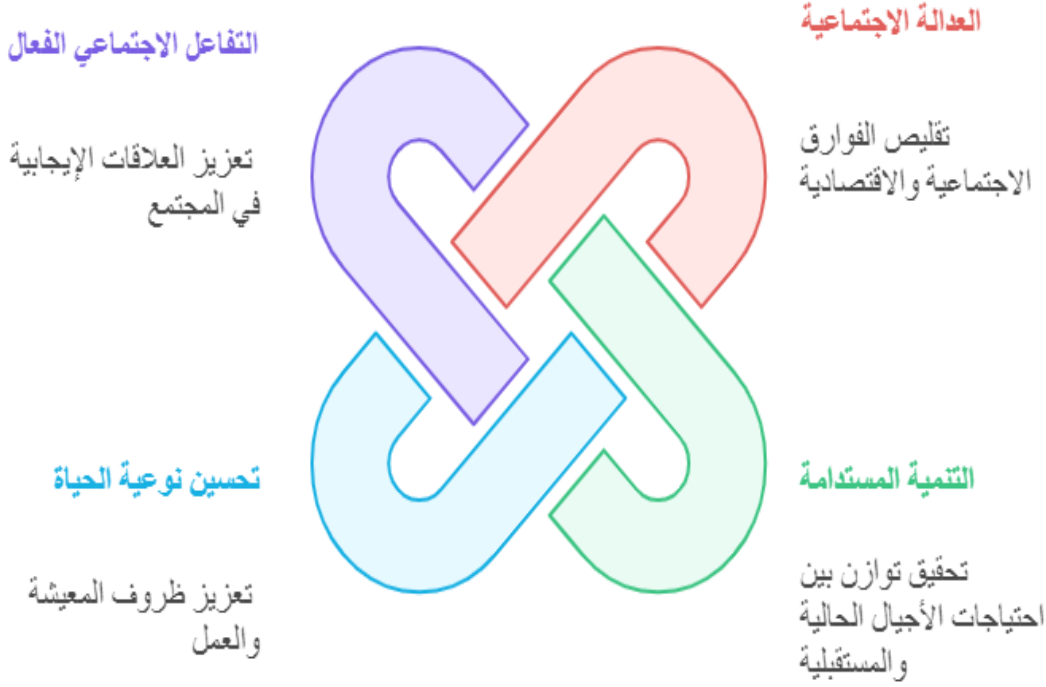 العدالة الاجتماعية
تقليص الفوارق
الاجتماعية والاقتصادية
التفاعل الاجتماعي الفعال
تعزيز العلاقات الإيجابية
في المجتمع
التنمية المستدامة
تحقيق توازن بين
احتياجات الأجيال الحالية
والمستقبلية
تحسين نوعية الحياة
تعزيز ظروف المعيشة
والعمل